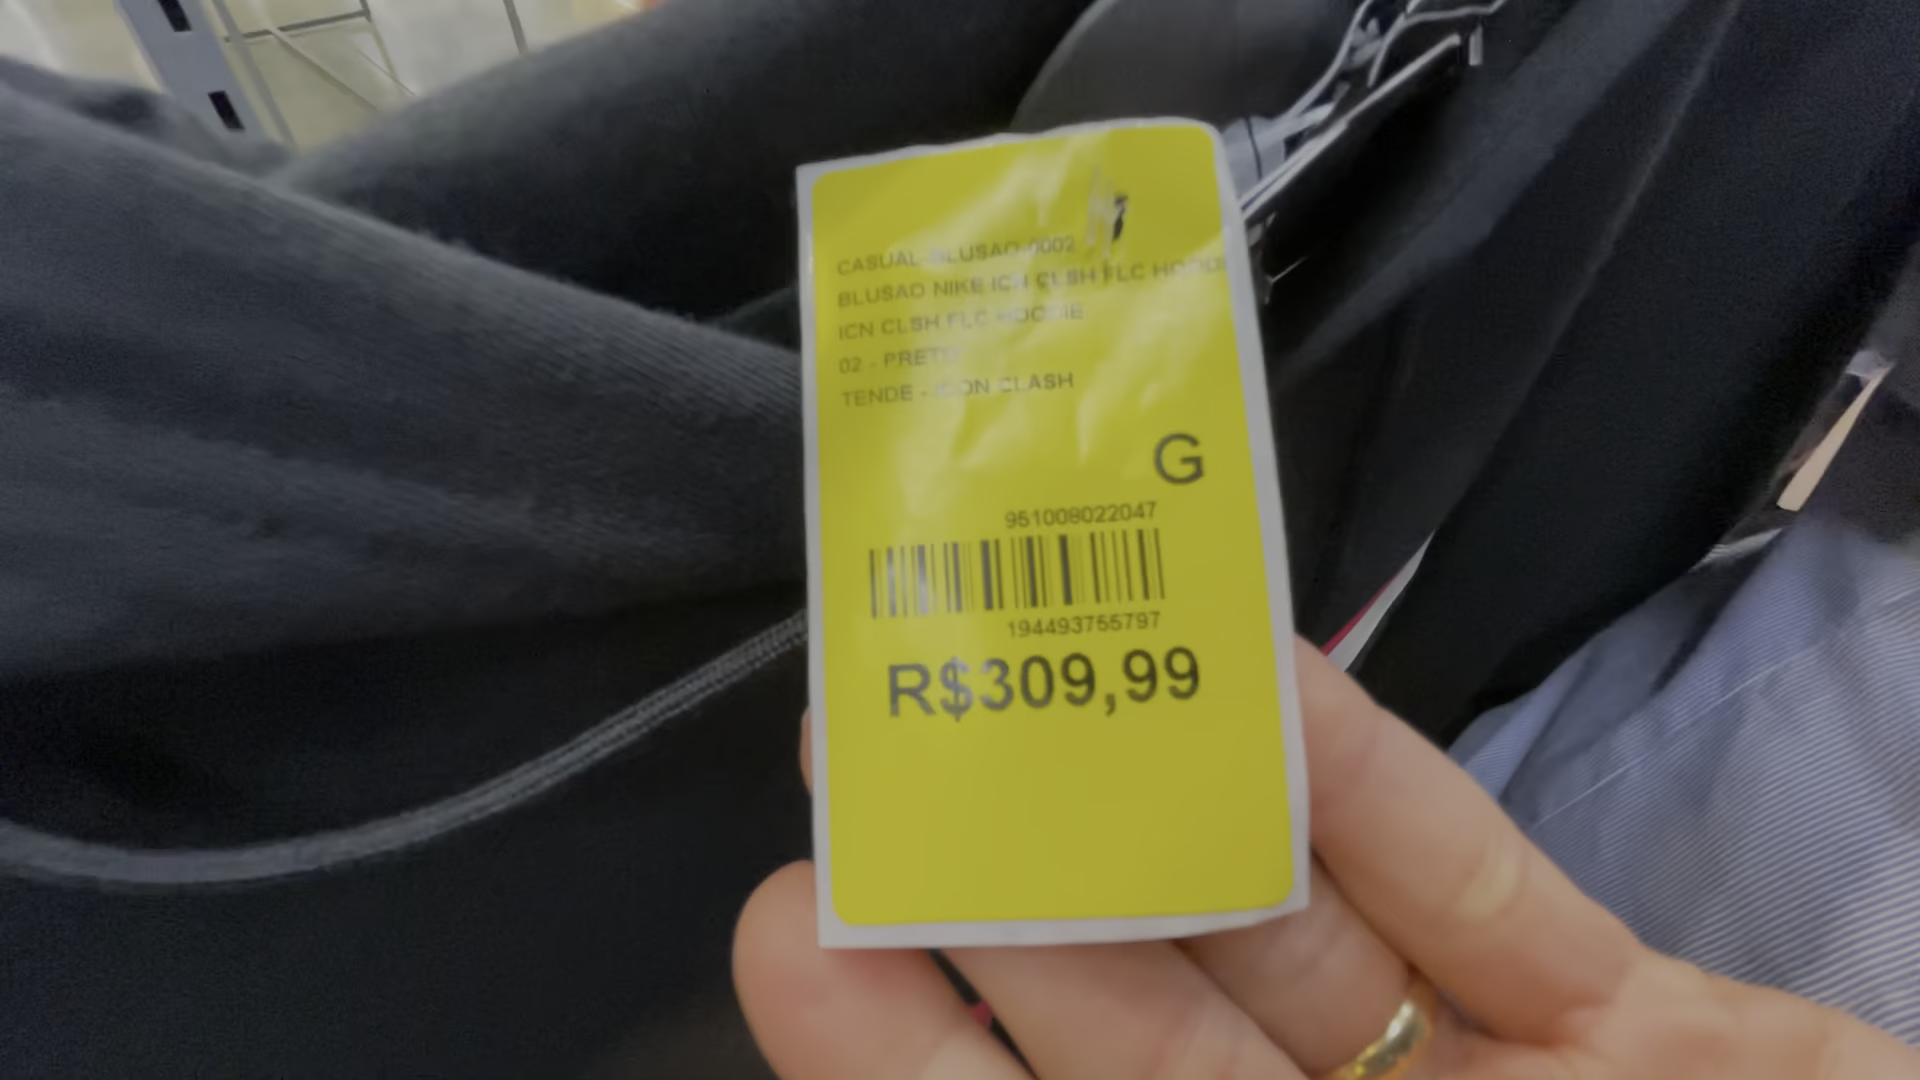 CASUAL-BLUSAO-0002
BLUSAO NIKE ICN CLSH FLC HOODIE
ICN CLSH FLC HOODIE
02 - PRETO
TENDE - ICON CLASH
G
951008022047
194493755797
R$309,99